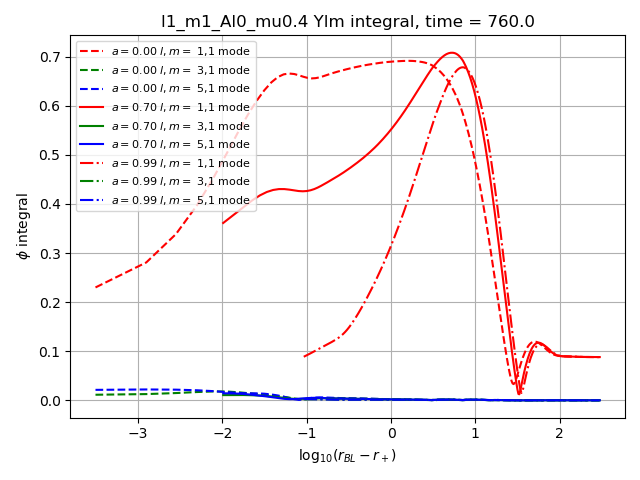 l1_m1_Al0_mu0.4 Ylm integral, time = 760.0
a = 0.00 l, m = 1,1 mode
a = 0.00 l, m = 3,1 mode
a = 0.00 l, m = 5,1 mode
a = 0.70 l, m = 1,1 mode
a = 0.70 l, m = 3,1 mode
a = 0.70 l, m = 5,1 mode
a = 0.99 l, m = 1,1 mode
a = 0.99 l, m = 3,1 mode
a = 0.99 l, m = 5,1 mode
ϕ integral
0.7
0.6
0.5
0.4
0.3
0.2
0.1
0.0
−3 −2 −1 0 1 2
log₁₀(r_BL − r₊)